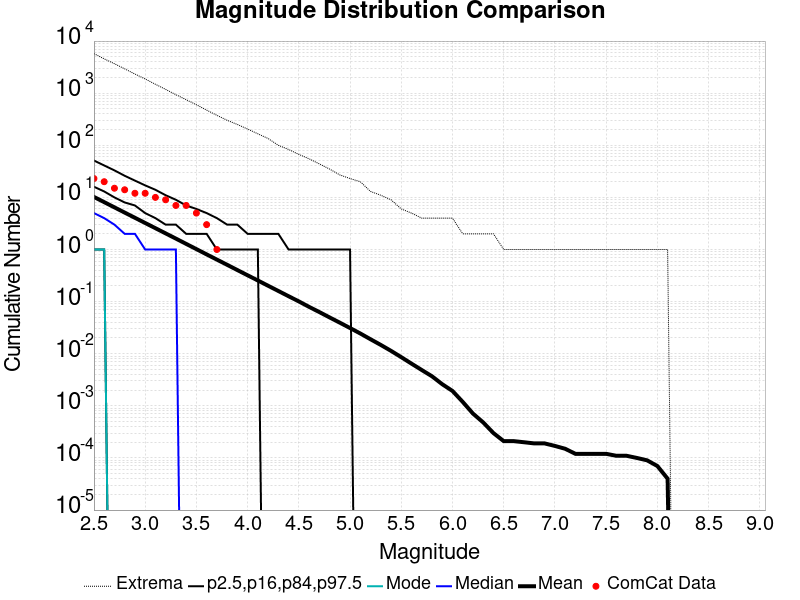 Magnitude Distribution Comparison
10^4
10^3
10^2
10^1
10^0
10^-1
10^-2
10^-3
10^-4
10^-5
Cumulative Number
2.5 3.0 3.5 4.0 4.5 5.0 5.5 6.0 6.5 7.0 7.5 8.0 8.5 9.0
Magnitude
Extrema p2.5,p16,p84,p97.5 Mode Median Mean ComCat Data